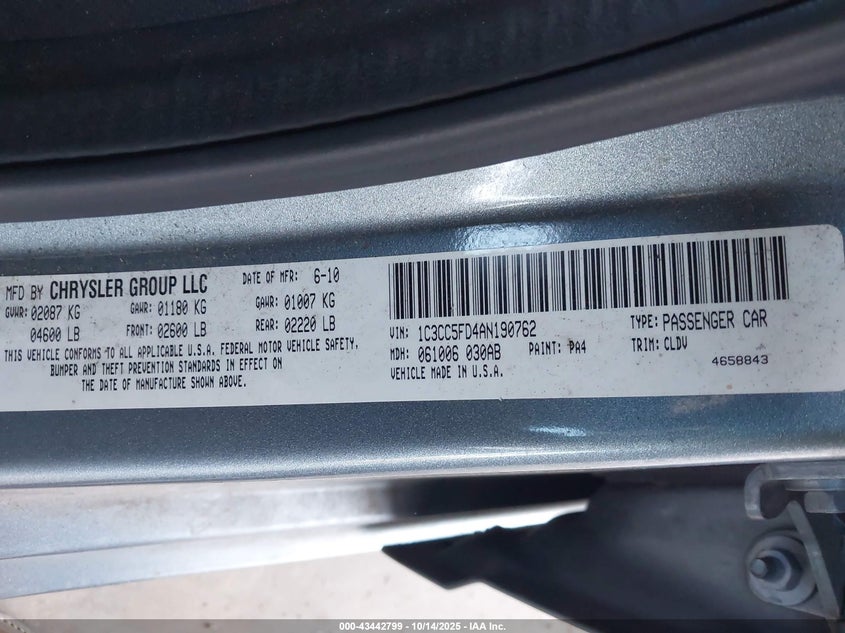 MFD BY CHRYSLER GROUP LLC DATE OF MFR: 6-10
GVWR: 02087 KG GAWR: 01180 KG GAWR: 01007 KG
04600 LB FRONT: 02600 LB REAR: 02220 LB
THIS VEHICLE CONFORMS TO ALL APPLICABLE U.S.A. FEDERAL MOTOR VEHICLE SAFETY,
BUMPER AND THEFT PREVENTION STANDARDS IN EFFECT ON
THE DATE OF MANUFACTURE SHOWN ABOVE.
VIN: 1C3CC5FD4AN190762 TYPE: PASSENGER CAR
MDH: 061006 030AB PAINT: PA4 TRIM: CLDV
VEHICLE MADE IN U.S.A. 4658843
000-43442799 - 10/14/2025 - IAA Inc.